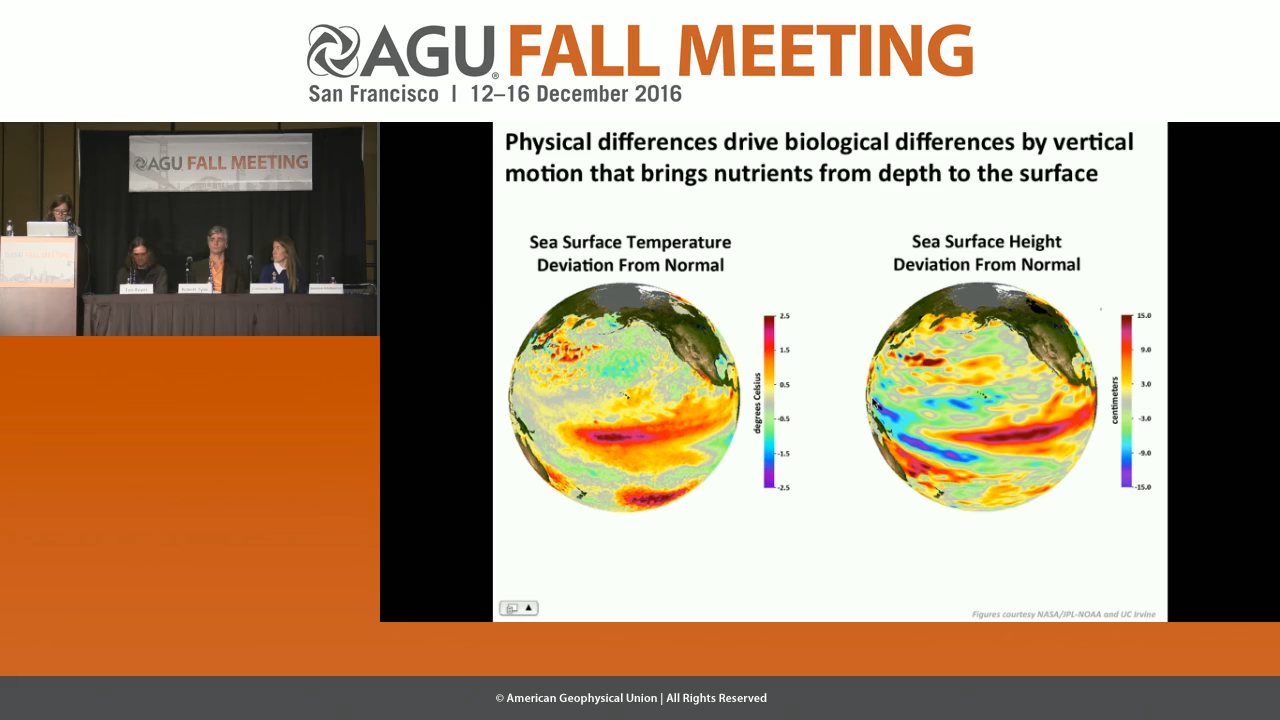 AGU® FALL MEETING
San Francisco | 12–16 December 2016
AGU FALL MEETING
Physical differences drive biological differences by vertical
motion that brings nutrients from depth to the surface
Sea Surface Temperature
Deviation From Normal
2.5
1.5
0.5
-0.5
-1.5
-2.5
degrees Celsius
Sea Surface Height
Deviation From Normal
15.0
9.0
3.0
-3.0
-9.0
-15.0
centimeters
Figures courtesy NASA/JPL-NOAA and UC Irvine
© American Geophysical Union | All Rights Reserved